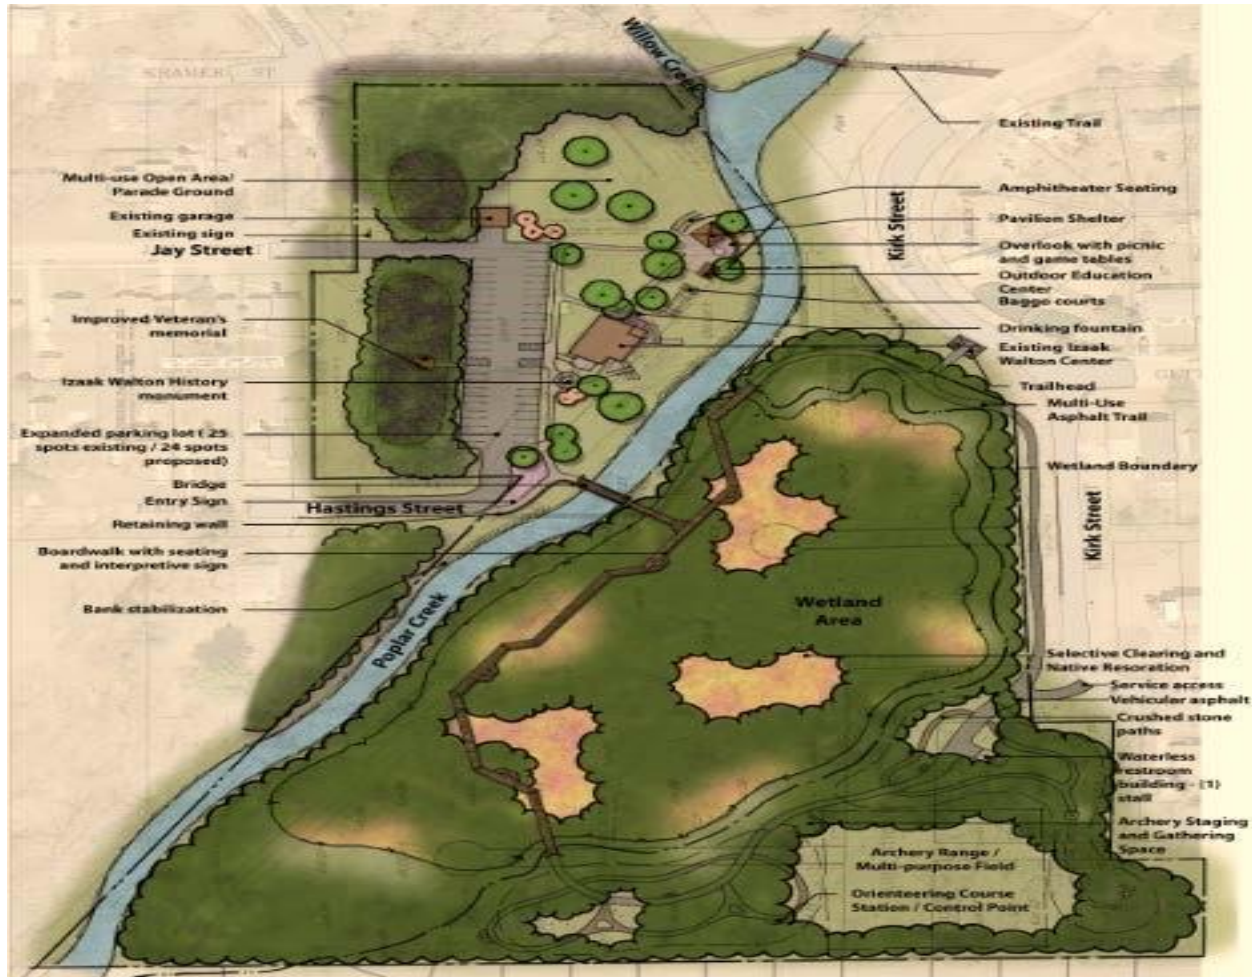 Willow Creek
KRAMER ST
Existing Trail
Multi-use Open Area/
Parade Ground
Existing garage
Existing sign
Jay Street
Improved Veteran's
memorial
Izaak Walton History
monument
Expanded parking lot ( 25
spots existing / 24 spots
proposed)
Bridge
Entry Sign
Hastings Street
Retaining wall
Boardwalk with seating
and interpretive sign
Bank stabilization
Poplar Creek
Amphitheater Seating
Kirk Street
Pavilion Shelter
Overlook with picnic
and game tables
Outdoor Education
Center
Baggo courts
Drinking fountain
Existing Izaak
Walton Center
Trailhead
Multi-Use
Asphalt Trail
Wetland Boundary
Kirk Street
Wetland
Area
Selective Clearing and
Native Resoration
Service access
Vehicular asphalt
Crushed stone
paths
Waterless
restroom
building - (1)
stall
Archery Staging
and Gathering
Space
Archery Range /
Multi-purpose Field
Orienteering Course
Station / Control Point